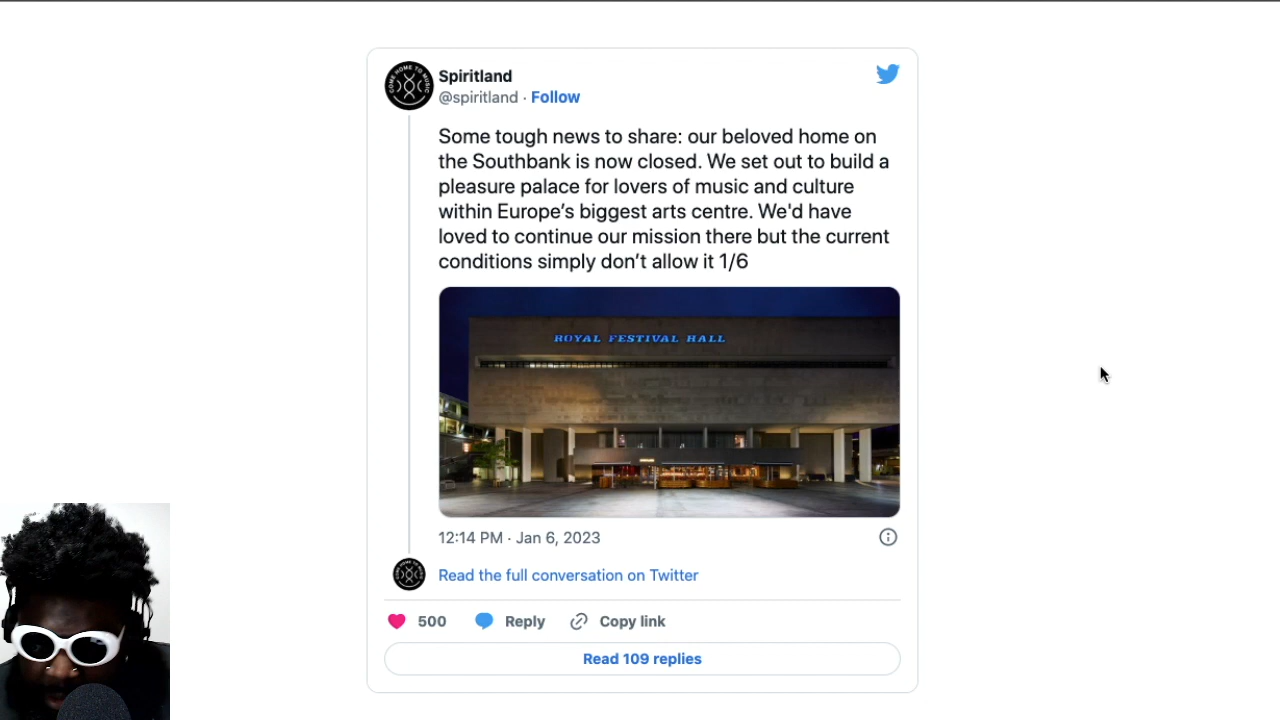 Spiritland
@spiritland · Follow
Some tough news to share: our beloved home on
the Southbank is now closed. We set out to build a
pleasure palace for lovers of music and culture
within Europe’s biggest arts centre. We'd have
loved to continue our mission there but the current
conditions simply don’t allow it 1/6
ROYAL FESTIVAL HALL
12:14 PM · Jan 6, 2023
Read the full conversation on Twitter
500 Reply Copy link
Read 109 replies